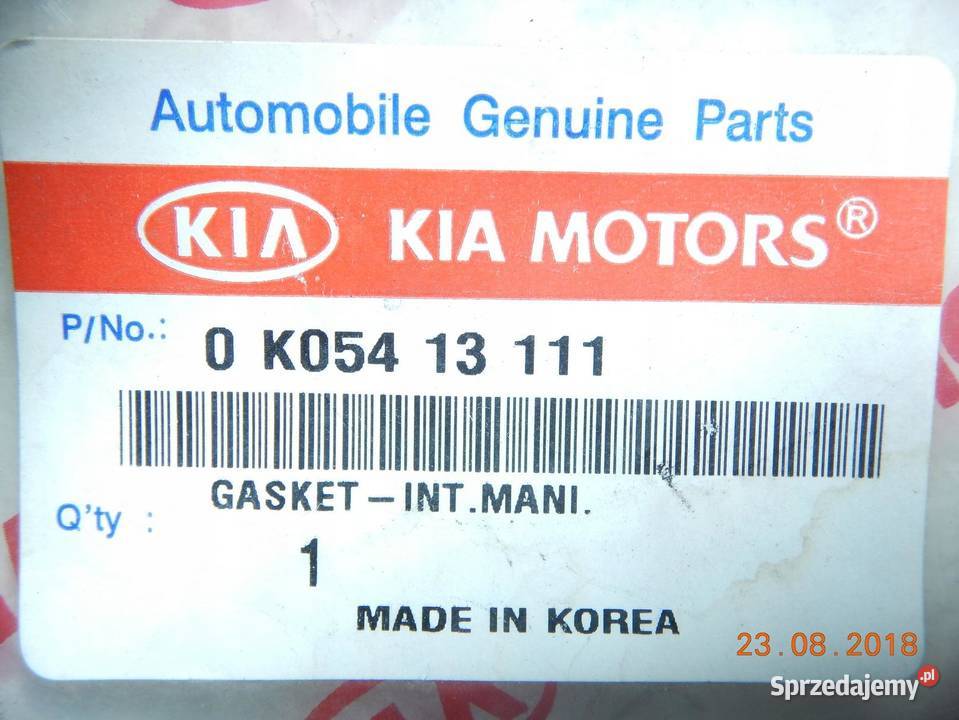 Automobile Genuine Parts
KIA KIA MOTORS®
P/No.: 0 K054 13 111
GASKET-INT.MANI.
Q'ty : 1
MADE IN KOREA
23.08.2018
Sprzedajemy.pl